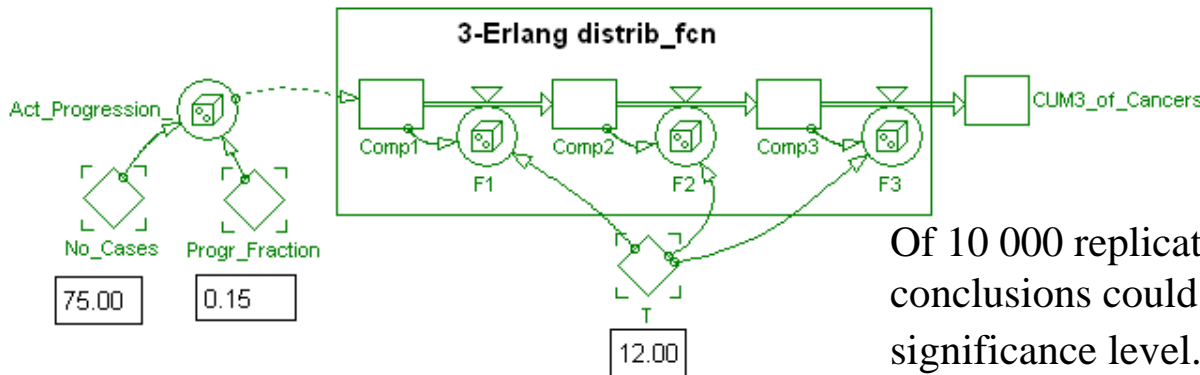 3-Erlang distrib_fcn
Act_Progression_
CUM3_of_Cancers
Comp1
Comp2
Comp3
F1
F2
F3
No_Cases
Progr_Fraction
75.00
0.15
T
12.00
Of 10 000
conclusions could
significance level.